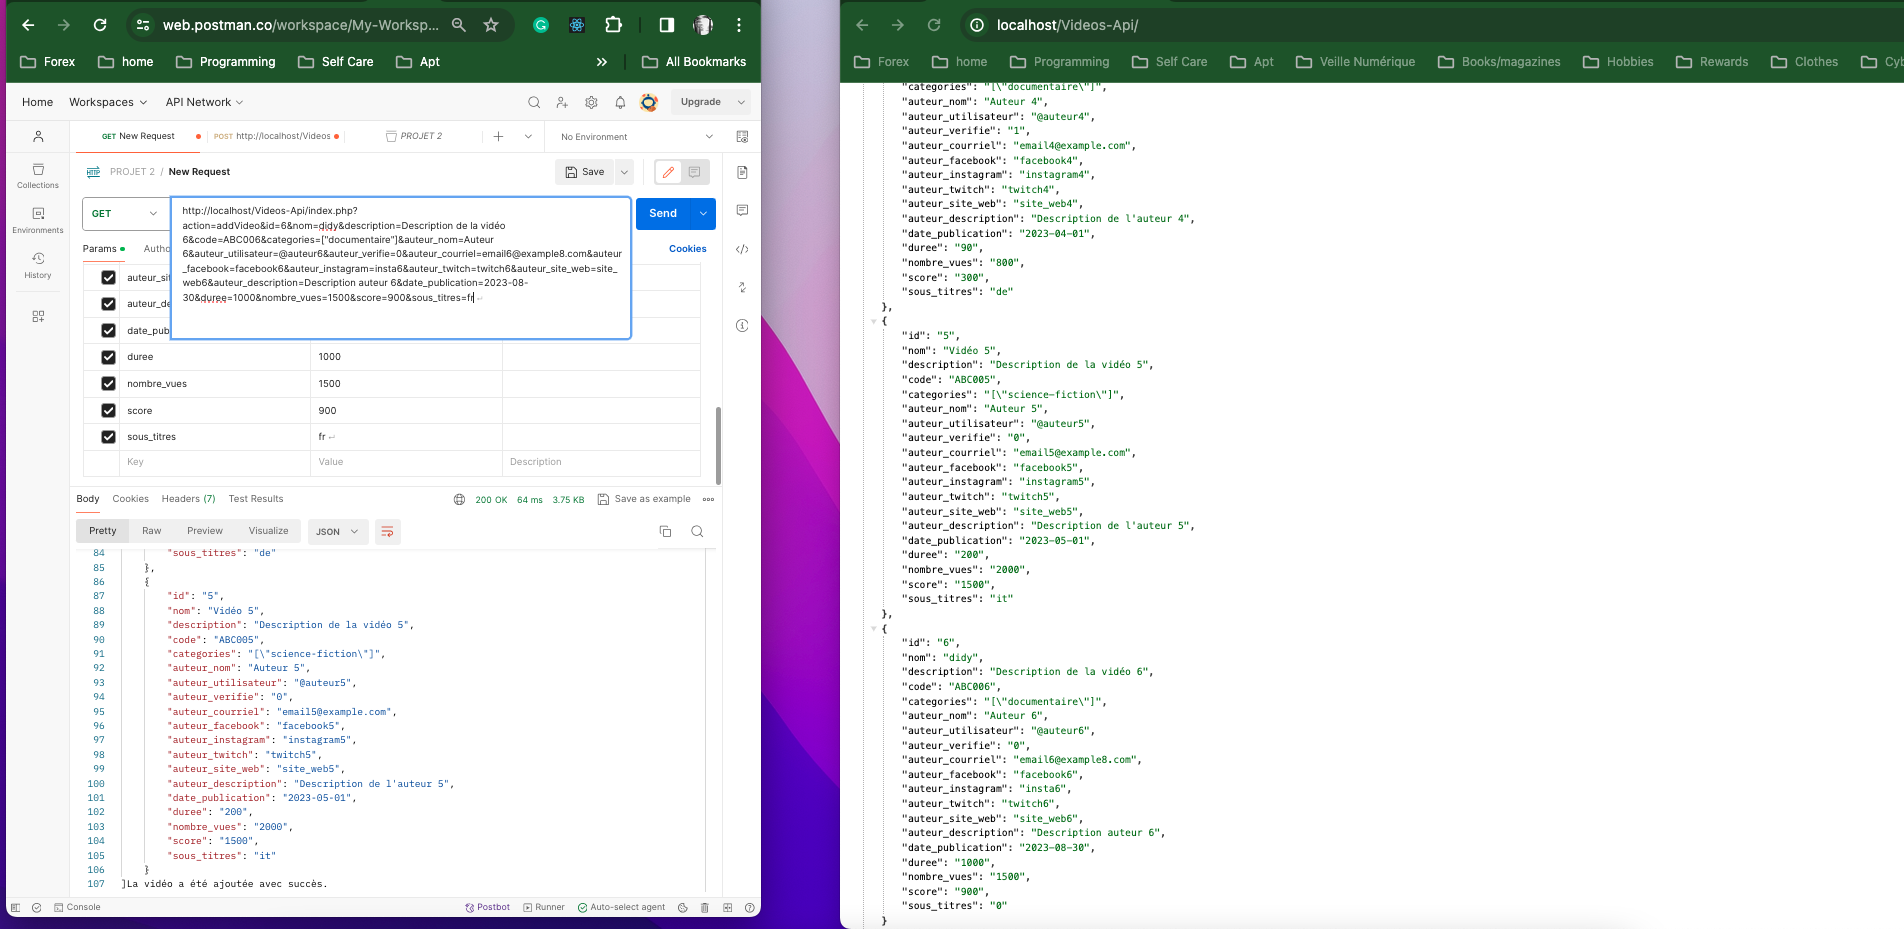 web.postman.co/workspace/My-Worksp...
Forex home Programming Self Care Apt » All Bookmarks
Home Workspaces API Network Upgrade
GET New Request POST http://localhost/Videos PROJET 2 + No Environment
Collections
Environments
History
HTTP PROJET 2 / New Request Save
GET
http://localhost/Videos-Api/index.php?
action=addVideo&id=6&nom=didy&description=Description de la vidéo
6&code=ABC006&categories=["documentaire"]&auteur_nom=Auteur
6&auteur_utilisateur=@auteur6&auteur_verifie=0&auteur_courriel=email6@example8.com&auteur
_facebook=facebook6&auteur_instagram=insta6&auteur_twitch=twitch6&auteur_site_web=site_
web6&auteur_description=Description auteur 6&date_publication=2023-08-
30&duree=1000&nombre_vues=1500&score=900&sous_titres=fr
Send
Params Autho Cookies
auteur_sit
auteur_de
date_pub
duree 1000
nombre_vues 1500
score 900
sous_titres fr
Key Value Description
Body Cookies Headers (7) Test Results 200 OK 64 ms 3.75 KB Save as example
Pretty Raw Preview Visualize JSON
84 "sous_titres": "de"
85 },
86 {
87 "id": "5",
88 "nom": "Vidéo 5",
89 "description": "Description de la vidéo 5",
90 "code": "ABC005",
91 "categories": "[\"science-fiction\"]",
92 "auteur_nom": "Auteur 5",
93 "auteur_utilisateur": "@auteur5",
94 "auteur_verifie": "0",
95 "auteur_courriel": "email5@example.com",
96 "auteur_facebook": "facebook5",
97 "auteur_instagram": "instagram5",
98 "auteur_twitch": "twitch5",
99 "auteur_site_web": "site_web5",
100 "auteur_description": "Description de l'auteur 5",
101 "date_publication": "2023-05-01",
102 "duree": "200",
103 "nombre_vues": "2000",
104 "score": "1500",
105 "sous_titres": "it"
106 }
107 ]La vidéo a été ajoutée avec succès.
Console Postbot Runner Auto-select agent
localhost/Videos-Api/
Forex home Programming Self Care Apt Veille Numérique Books/magazines Hobbies Rewards Clothes Cyb
"categories": "[\"documentaire\"]",
"auteur_nom": "Auteur 4",
"auteur_utilisateur": "@auteur4",
"auteur_verifie": "1",
"auteur_courriel": "email4@example.com",
"auteur_facebook": "facebook4",
"auteur_instagram": "instagram4",
"auteur_twitch": "twitch4",
"auteur_site_web": "site_web4",
"auteur_description": "Description de l'auteur 4",
"date_publication": "2023-04-01",
"duree": "90",
"nombre_vues": "800",
"score": "300",
"sous_titres": "de"
},
{
"id": "5",
"nom": "Vidéo 5",
"description": "Description de la vidéo 5",
"code": "ABC005",
"categories": "[\"science-fiction\"]",
"auteur_nom": "Auteur 5",
"auteur_utilisateur": "@auteur5",
"auteur_verifie": "0",
"auteur_courriel": "email5@example.com",
"auteur_facebook": "facebook5",
"auteur_instagram": "instagram5",
"auteur_twitch": "twitch5",
"auteur_site_web": "site_web5",
"auteur_description": "Description de l'auteur 5",
"date_publication": "2023-05-01",
"duree": "200",
"nombre_vues": "2000",
"score": "1500",
"sous_titres": "it"
},
{
"id": "6",
"nom": "didy",
"description": "Description de la vidéo 6",
"code": "ABC006",
"categories": "[\"documentaire\"]",
"auteur_nom": "Auteur 6",
"auteur_utilisateur": "@auteur6",
"auteur_verifie": "0",
"auteur_courriel": "email6@example8.com",
"auteur_facebook": "facebook6",
"auteur_instagram": "insta6",
"auteur_twitch": "twitch6",
"auteur_site_web": "site_web6",
"auteur_description": "Description auteur 6",
"date_publication": "2023-08-30",
"duree": "1000",
"nombre_vues": "1500",
"score": "900",
"sous_titres": "0"
}